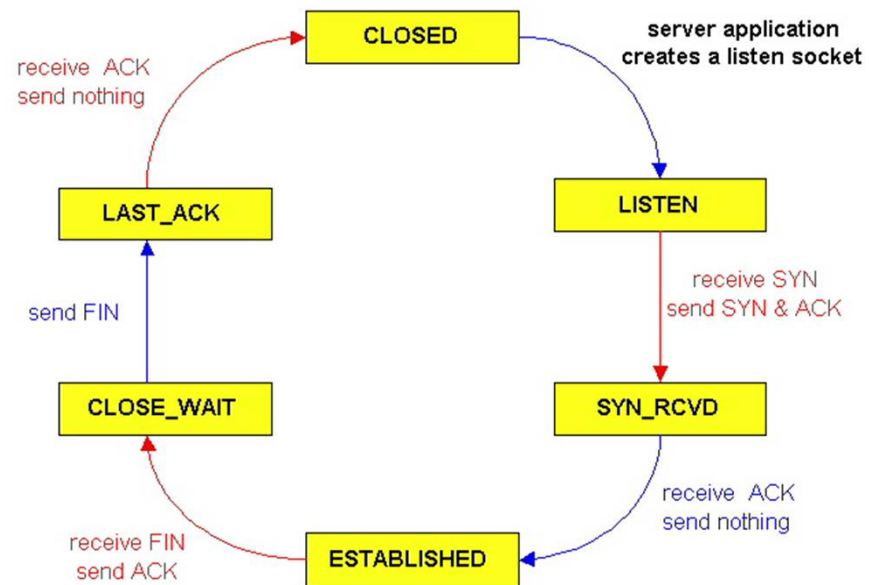 CLOSED
server application
creates a listen socket
receive ACK
send nothing
LAST_ACK
LISTEN
receive SYN
send SYN & ACK
send FIN
CLOSE_WAIT
SYN_RCVD
receive ACK
send nothing
receive FIN
send ACK
ESTABLISHED